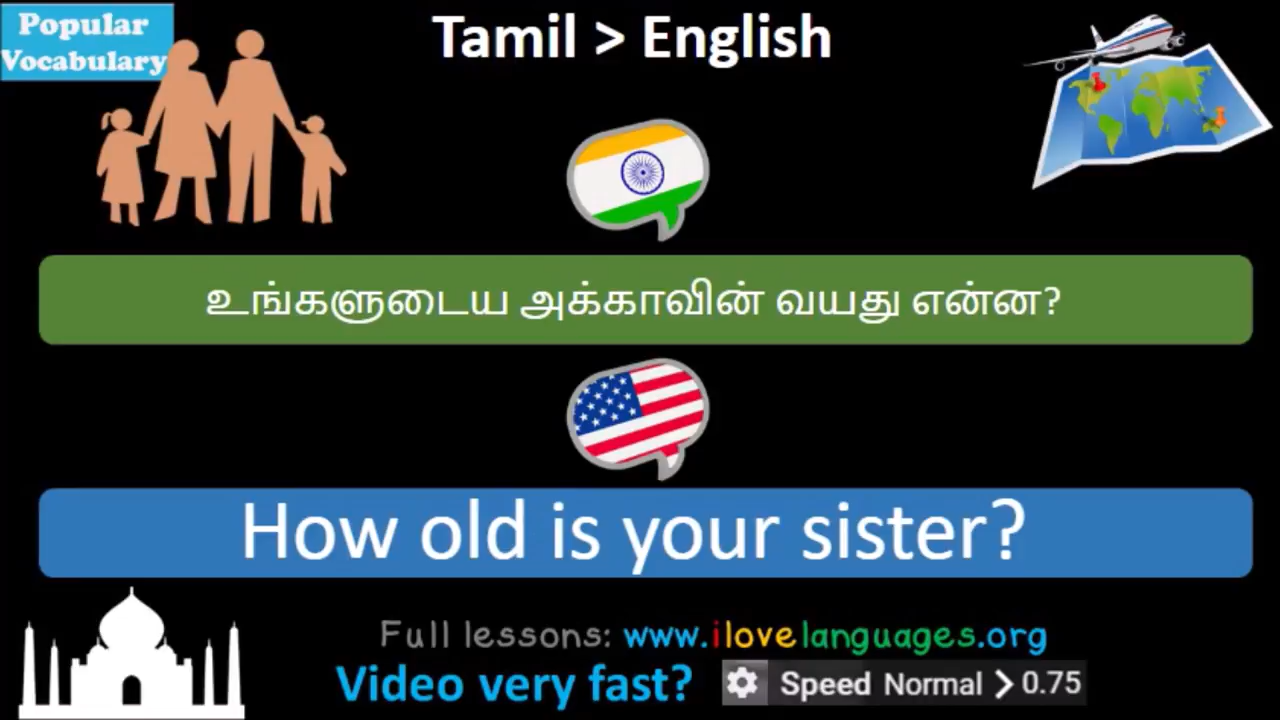 Popular
Vocabulary
Tamil > English
உங்களுடைய அக்காவின் வயது என்ன?
How old is your sister?
Full lessons: www.ilovelanguages.org
Video very fast? Speed Normal > 0.75